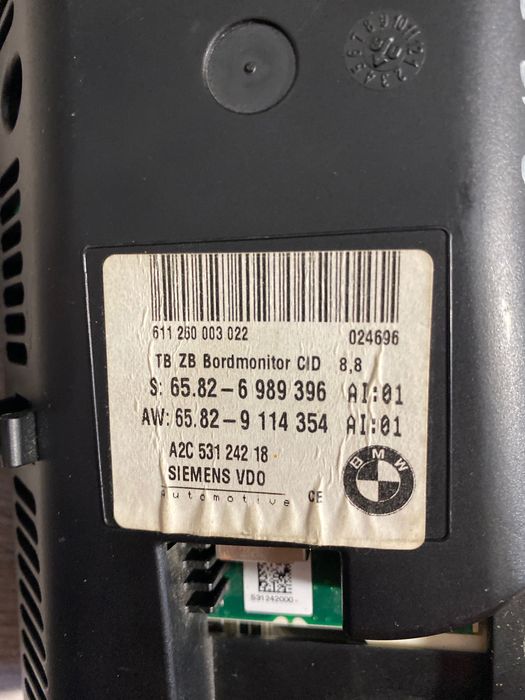 611 260 003 022 024696
TB ZB Bordmonitor CID 8,8
S: 65.82-6 989 396 AI:01
AW: 65.82-9 114 354 AI:01
A2C 531 242 18
SIEMENS VDO
Automotive CE
BMW
531242000-